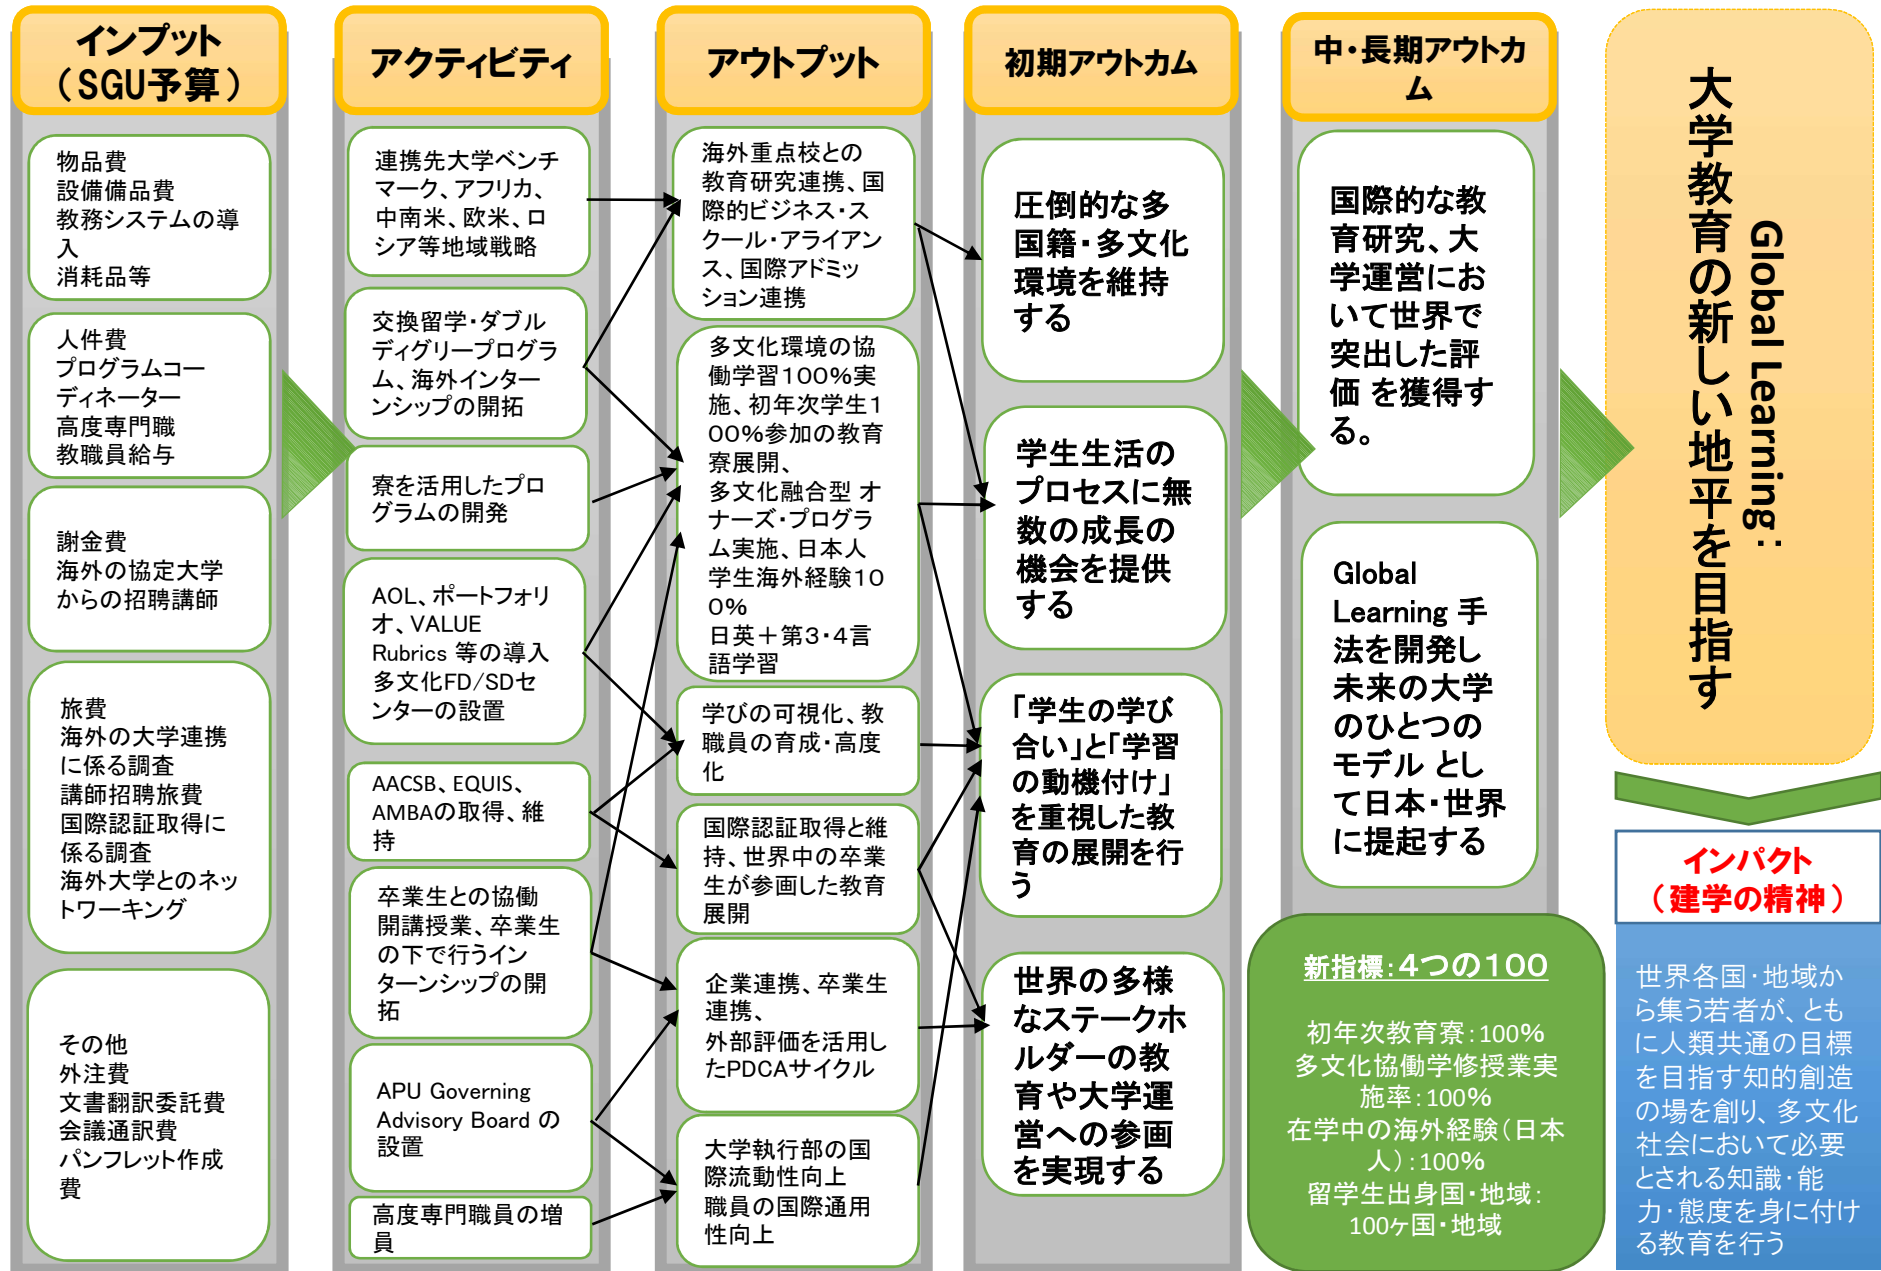 インプット
（SGU予算）
物品費
設備備品費
教務システムの導
入
消耗品等
人件費
プログラムコー
ディネーター
高度専門職
教職員給与
謝金費
海外の協定大学
からの招聘講師
旅費
海外の大学連携
に係る調査
講師招聘旅費
国際認証取得に
係る調査
海外大学とのネッ
トワーキング
その他
外注費
文書翻訳委託費
会議通訳費
パンフレット作成
費
アクティビティ
連携先大学ベンチ
マーク、アフリカ、
中南米、欧米、ロ
シア等地域戦略
交換留学・ダブル
ディグリープログラ
ム、海外インター
ンシップの開拓
寮を活用したプロ
グラムの開発
AOL、ポートフォリ
オ、VALUE
Rubrics 等の導入
多文化FD/SDセ
ンターの設置
AACSB、EQUIS、
AMBAの取得、維
持
卒業生との協働
開講授業、卒業生
の下で行うイン
ターンシップの開
拓
APU Governing
Advisory Board の
設置
高度専門職員の増
員
アウトプット
海外重点校との
教育研究連携、国
際的ビジネス・ス
クール・アライアン
ス、国際アドミッ
ション連携
多文化環境の協
働学習100%実
施、初年次学生1
00%参加の教育
寮展開、
多文化融合型 オ
ナーズ・プログラ
ム実施、日本人
学生海外経験10
0%
日英＋第3・4言
語学習
学びの可視化、教
職員の育成・高度
化
国際認証取得と維
持、世界中の卒業
生が参画した教育
展開
企業連携、卒業生
連携、
外部評価を活用し
たPDCAサイクル
大学執行部の国
際流動性向上
職員の国際通用
性向上
初期アウトカム
圧倒的な多
国籍・多文化
環境を維持
する
学生生活の
プロセスに無
数の成長の
機会を提供
する
「学生の学び
合い」と「学習
の動機付け」
を重視した教
育の展開を行
う
世界の多様
なステークホ
ルダーの教
育や大学運
営への参画
を実現する
中・長期アウトカ
ム
国際的な教
育研究、大
学運営にお
いて世界で
突出した評
価 を獲得す
る。
Global
Learning 手
法を開発し
未来の大学
のひとつの
モデル とし
て日本・世界
に提起する
新指標：4つの100
初年次教育寮：100%
多文化協働学修授業実
施率：100%
在学中の海外経験（日本
人）：100%
留学生出身国・地域：
100ヶ国・地域
Global Learning：
大学教育の新しい地平を目指す
インパクト
（建学の精神）
世界各国・地域か
ら集う若者が、とも
に人類共通の目標
を目指す知的創造
の場を創り、多文化
社会において必要
とされる知識・能
力・態度を身に付け
る教育を行う